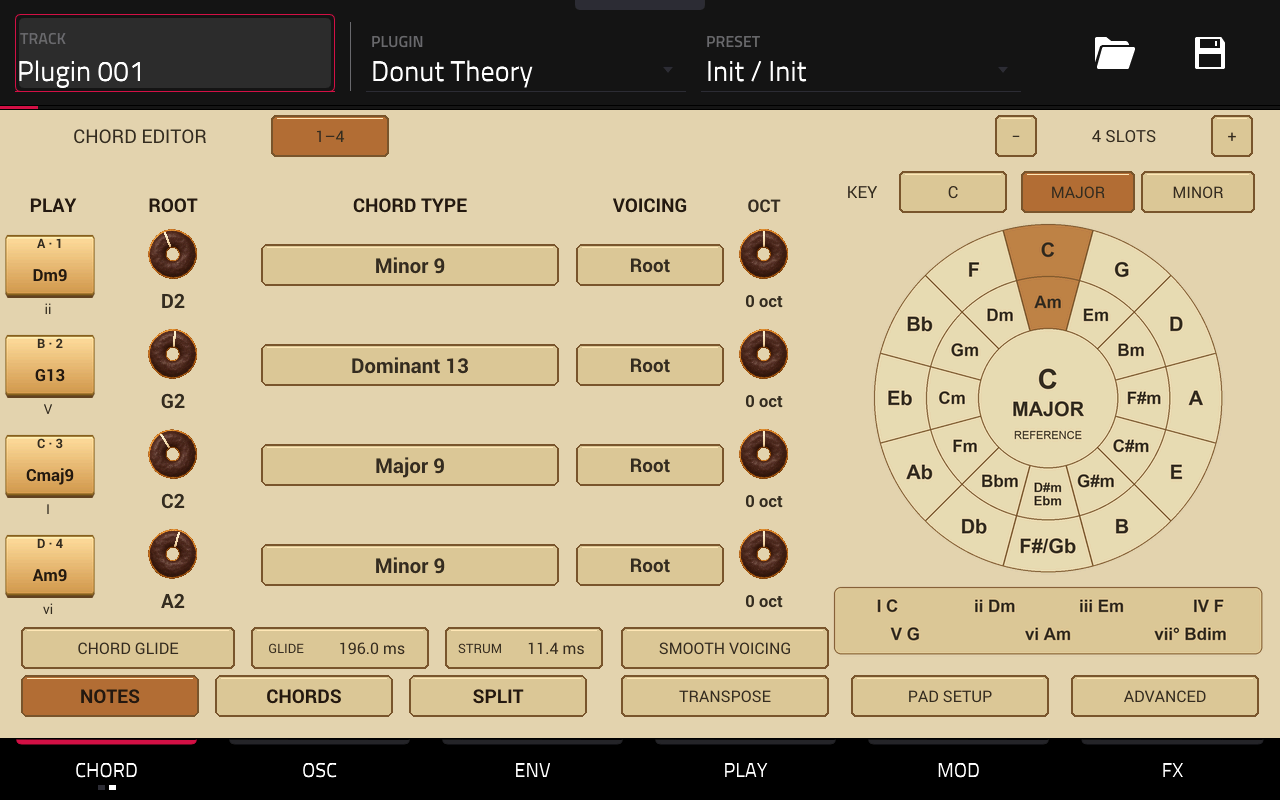 TRACK
Plugin 001
PLUGIN
Donut Theory
PRESET
Init / Init
CHORD EDITOR
1–4
-
4 SLOTS
+
KEY
C
MAJOR
MINOR
PLAY
ROOT
CHORD TYPE
VOICING
OCT
A · 1
Dm9
ii
D2
Minor 9
Root
0 oct
B · 2
G13
V
G2
Dominant 13
Root
0 oct
C · 3
Cmaj9
I
C2
Major 9
Root
0 oct
D · 4
Am9
vi
A2
Minor 9
Root
0 oct
C
G
D
A
E
B
F#/Gb
Db
Ab
Eb
Bb
F
Am
Em
Bm
F#m
C#m
G#m
D#m
Ebm
Bbm
Fm
Cm
Gm
Dm
C
MAJOR
REFERENCE
I C ii Dm iii Em IV F
V G vi Am vii° Bdim
CHORD GLIDE
GLIDE 196.0 ms
STRUM 11.4 ms
SMOOTH VOICING
NOTES
CHORDS
SPLIT
TRANSPOSE
PAD SETUP
ADVANCED
CHORD
OSC
ENV
PLAY
MOD
FX